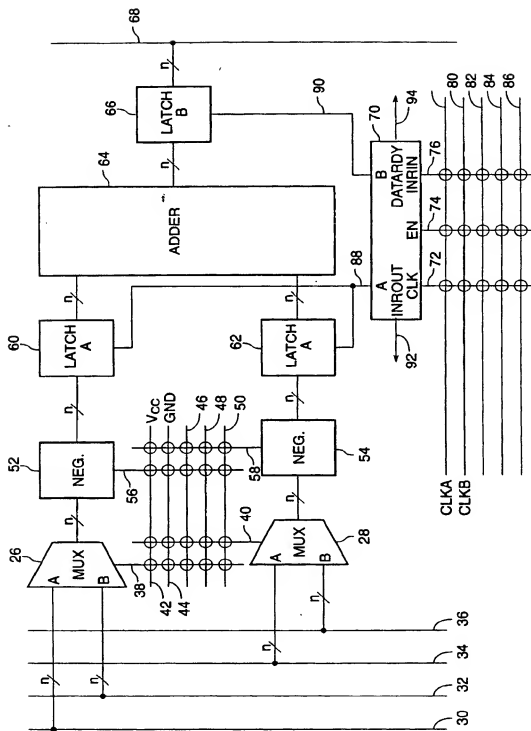 68
n
66
LATCH
B
n
90
64
ADDER
n
n
60
LATCH
A
62
LATCH
A
88
70
A
B
INROUT
DATARDY
CLK
EN
INRIN
92
94
72
74
76
n
n
52
NEG.
56
VCC
GND
46
48
50
58
NEG.
54
n
n
CLKA
CLKB
80
82
84
86
26
A
MUX
B
38
42
44
40
A
MUX
B
28
n
n
n
n
30
32
34
36